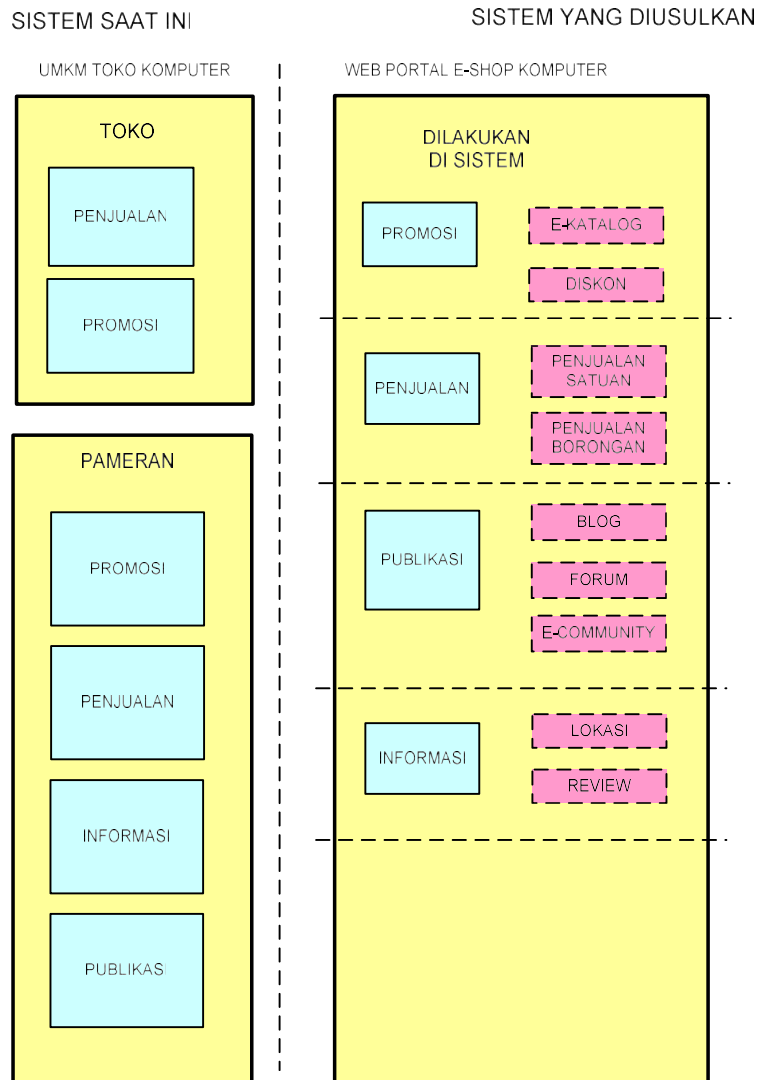 SISTEM SAAT INI
SISTEM YANG DIUSULKAN
UMKM TOKO KOMPUTER
WEB PORTAL E-SHOP KOMPUTER
TOKO
PENJUALAN
PROMOSI
PAMERAN
PROMOSI
PENJUALAN
INFORMASI
PUBLIKASI
DILAKUKAN
DI SISTEM
PROMOSI
E-KATALOG
DISKON
PENJUALAN
PENJUALAN
SATUAN
PENJUALAN
BORONGAN
PUBLIKASI
BLOG
FORUM
E-COMMUNITY
INFORMASI
LOKASI
REVIEW